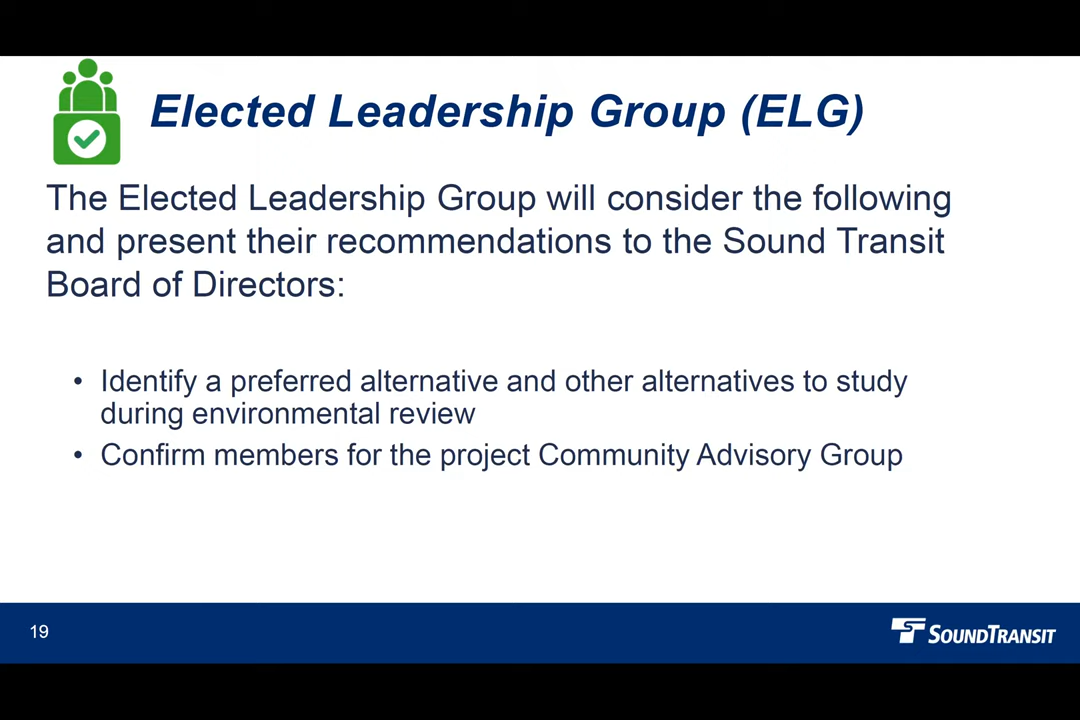 Elected Leadership Group (ELG)
The Elected Leadership Group will consider the following
and present their recommendations to the Sound Transit
Board of Directors:
• Identify a preferred alternative and other alternatives to study
during environmental review
• Confirm members for the project Community Advisory Group
19
SOUNDTRANSIT